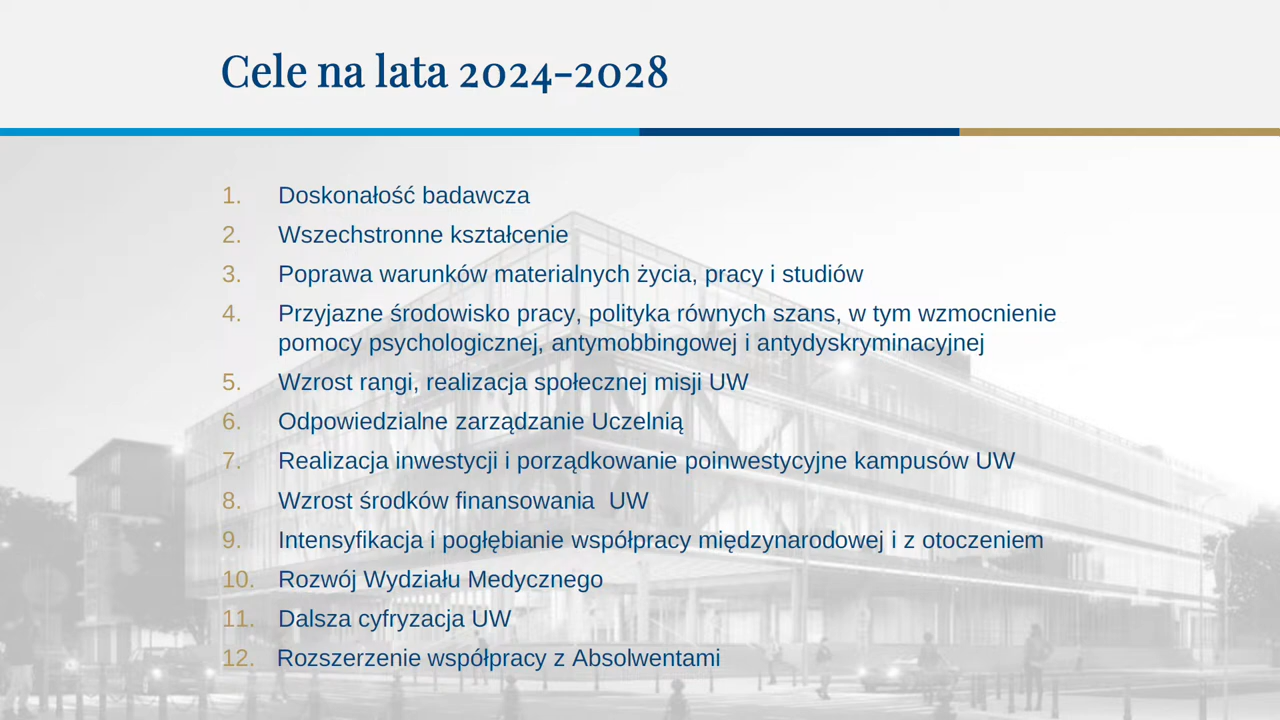 Cele na lata 2024–2028
1. Doskonałość badawcza
2. Wszechstronne kształcenie
3. Poprawa warunków materialnych życia, pracy i studiów
4. Przyjazne środowisko pracy, polityka równych szans, w tym wzmocnienie
pomocy psychologicznej, antymobbingowej i antydyskryminacyjnej
5. Wzrost rangi, realizacja społecznej misji UW
6. Odpowiedzialne zarządzanie Uczelnią
7. Realizacja inwestycji i porządkowanie poinwestycyjne kampusów UW
8. Wzrost środków finansowania  UW
9. Intensyfikacja i pogłębianie współpracy międzynarodowej i z otoczeniem
10. Rozwój Wydziału Medycznego
11. Dalsza cyfryzacja UW
12. Rozszerzenie współpracy z Absolwentami